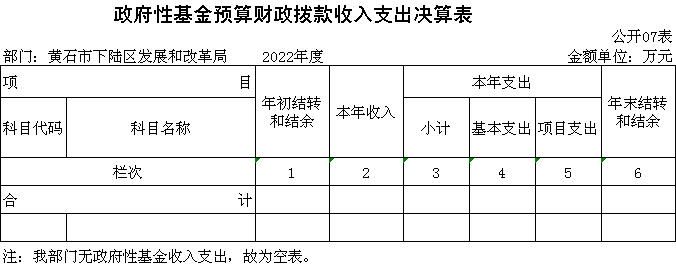 政府性基金预算财政拨款收入支出决算表
公开07表
部门：黄石市下陆区发展和改革局 2022年度 金额单位：万元
项 目 年初结转和结余 本年收入 本年支出 年末结转和结余
科目代码 科目名称 小计 基本支出 项目支出
栏次 1 2 3 4 5 6
合 计
注：我部门无政府性基金收入支出，故为空表。